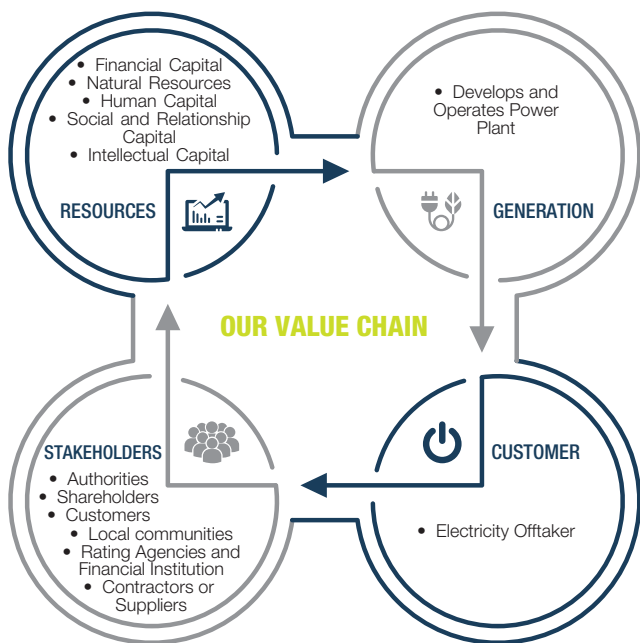 • Financial Capital
• Natural Resources
• Human Capital
• Social and Relationship
Capital
• Intellectual Capital
RESOURCES
• Develops and
Operates Power
Plant
GENERATION
OUR VALUE CHAIN
STAKEHOLDERS
• Authorities
• Shareholders
• Customers
• Local communities
• Rating Agencies and
Financial Institution
• Contractors or
Suppliers
CUSTOMER
• Electricity Offtaker